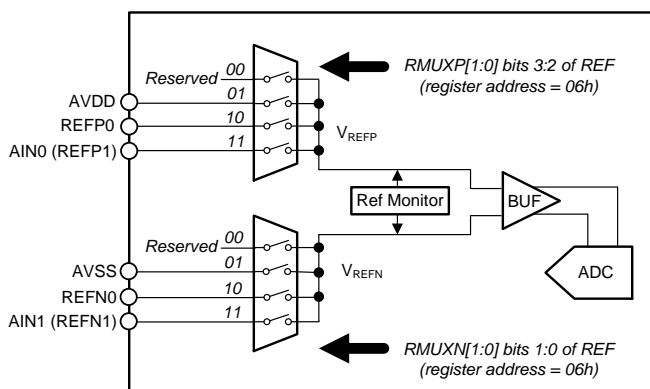 Reserved 00
RMUXP[1:0] bits 3:2 of REF
(register address = 06h)
AVDD 01
REFP0 10
VREFP
AIN0 (REFP1) 11
Ref Monitor
BUF
Reserved 00
AVSS 01
VREFN
ADC
REFN0 10
AIN1 (REFN1) 11
RMUXN[1:0] bits 1:0 of REF
(register address = 06h)